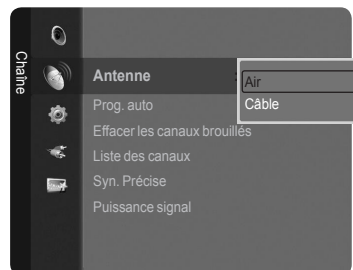 Chaîne
Antenne : Air
Câble
Prog. auto
Effacer les canaux brouillés
Liste des canaux
Syn. Précise
Puissance signal